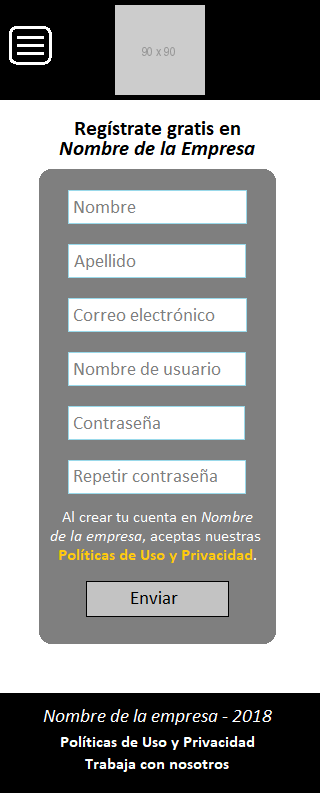 90 x 90
Regístrate gratis en
Nombre de la Empresa
Nombre
Apellido
Correo electrónico
Nombre de usuario
Contraseña
Repetir contraseña
Al crear tu cuenta en Nombre
de la empresa, aceptas nuestras
Políticas de Uso y Privacidad.
Enviar
Nombre de la empresa - 2018
Políticas de Uso y Privacidad
Trabaja con nosotros